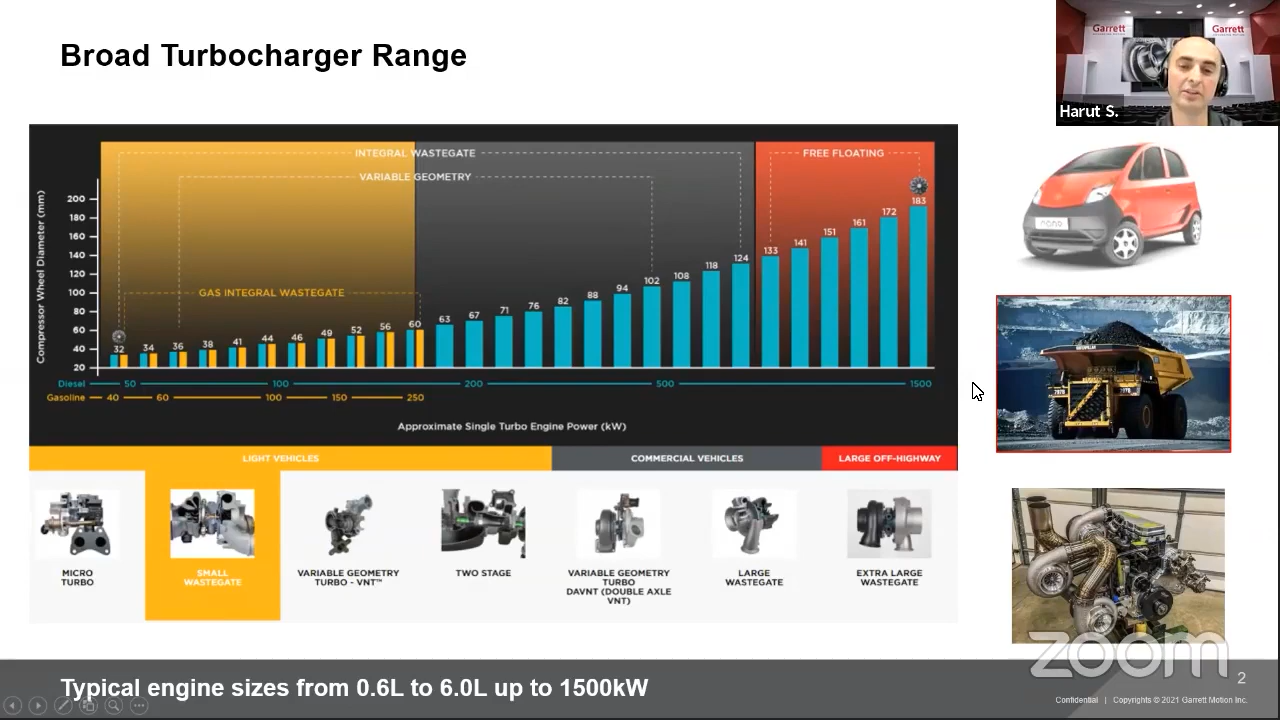 Broad Turbocharger Range
Garrett
Garrett
Harut S.
INTEGRAL WASTEGATE
FREE FLOATING
VARIABLE GEOMETRY
GAS INTEGRAL WASTEGATE
Compressor Wheel Diameter (mm)
200
180
160
140
120
100
80
60
40
20
32 34 36 38 41 44 46 49 52 56 60 63 67 71 76 82 88 94 102 108 118 124 133 141 151 161 172 183
Diesel 50 100 200 500 1500
Gasoline 40 60 100 150 250
Approximate Single Turbo Engine Power (kW)
LIGHT VEHICLES
COMMERCIAL VEHICLES
LARGE OFF-HIGHWAY
MICRO
TURBO
SMALL
WASTEGATE
VARIABLE GEOMETRY
TURBO - VNT™
TWO STAGE
VARIABLE GEOMETRY
TURBO
DAVNT (DOUBLE AXLE
VNT)
LARGE
WASTEGATE
EXTRA LARGE
WASTEGATE
zoom
Typical engine sizes from 0.6L to 6.0L up to 1500kW
2
Confidential | Copyrights © 2021 Garrett Motion Inc.